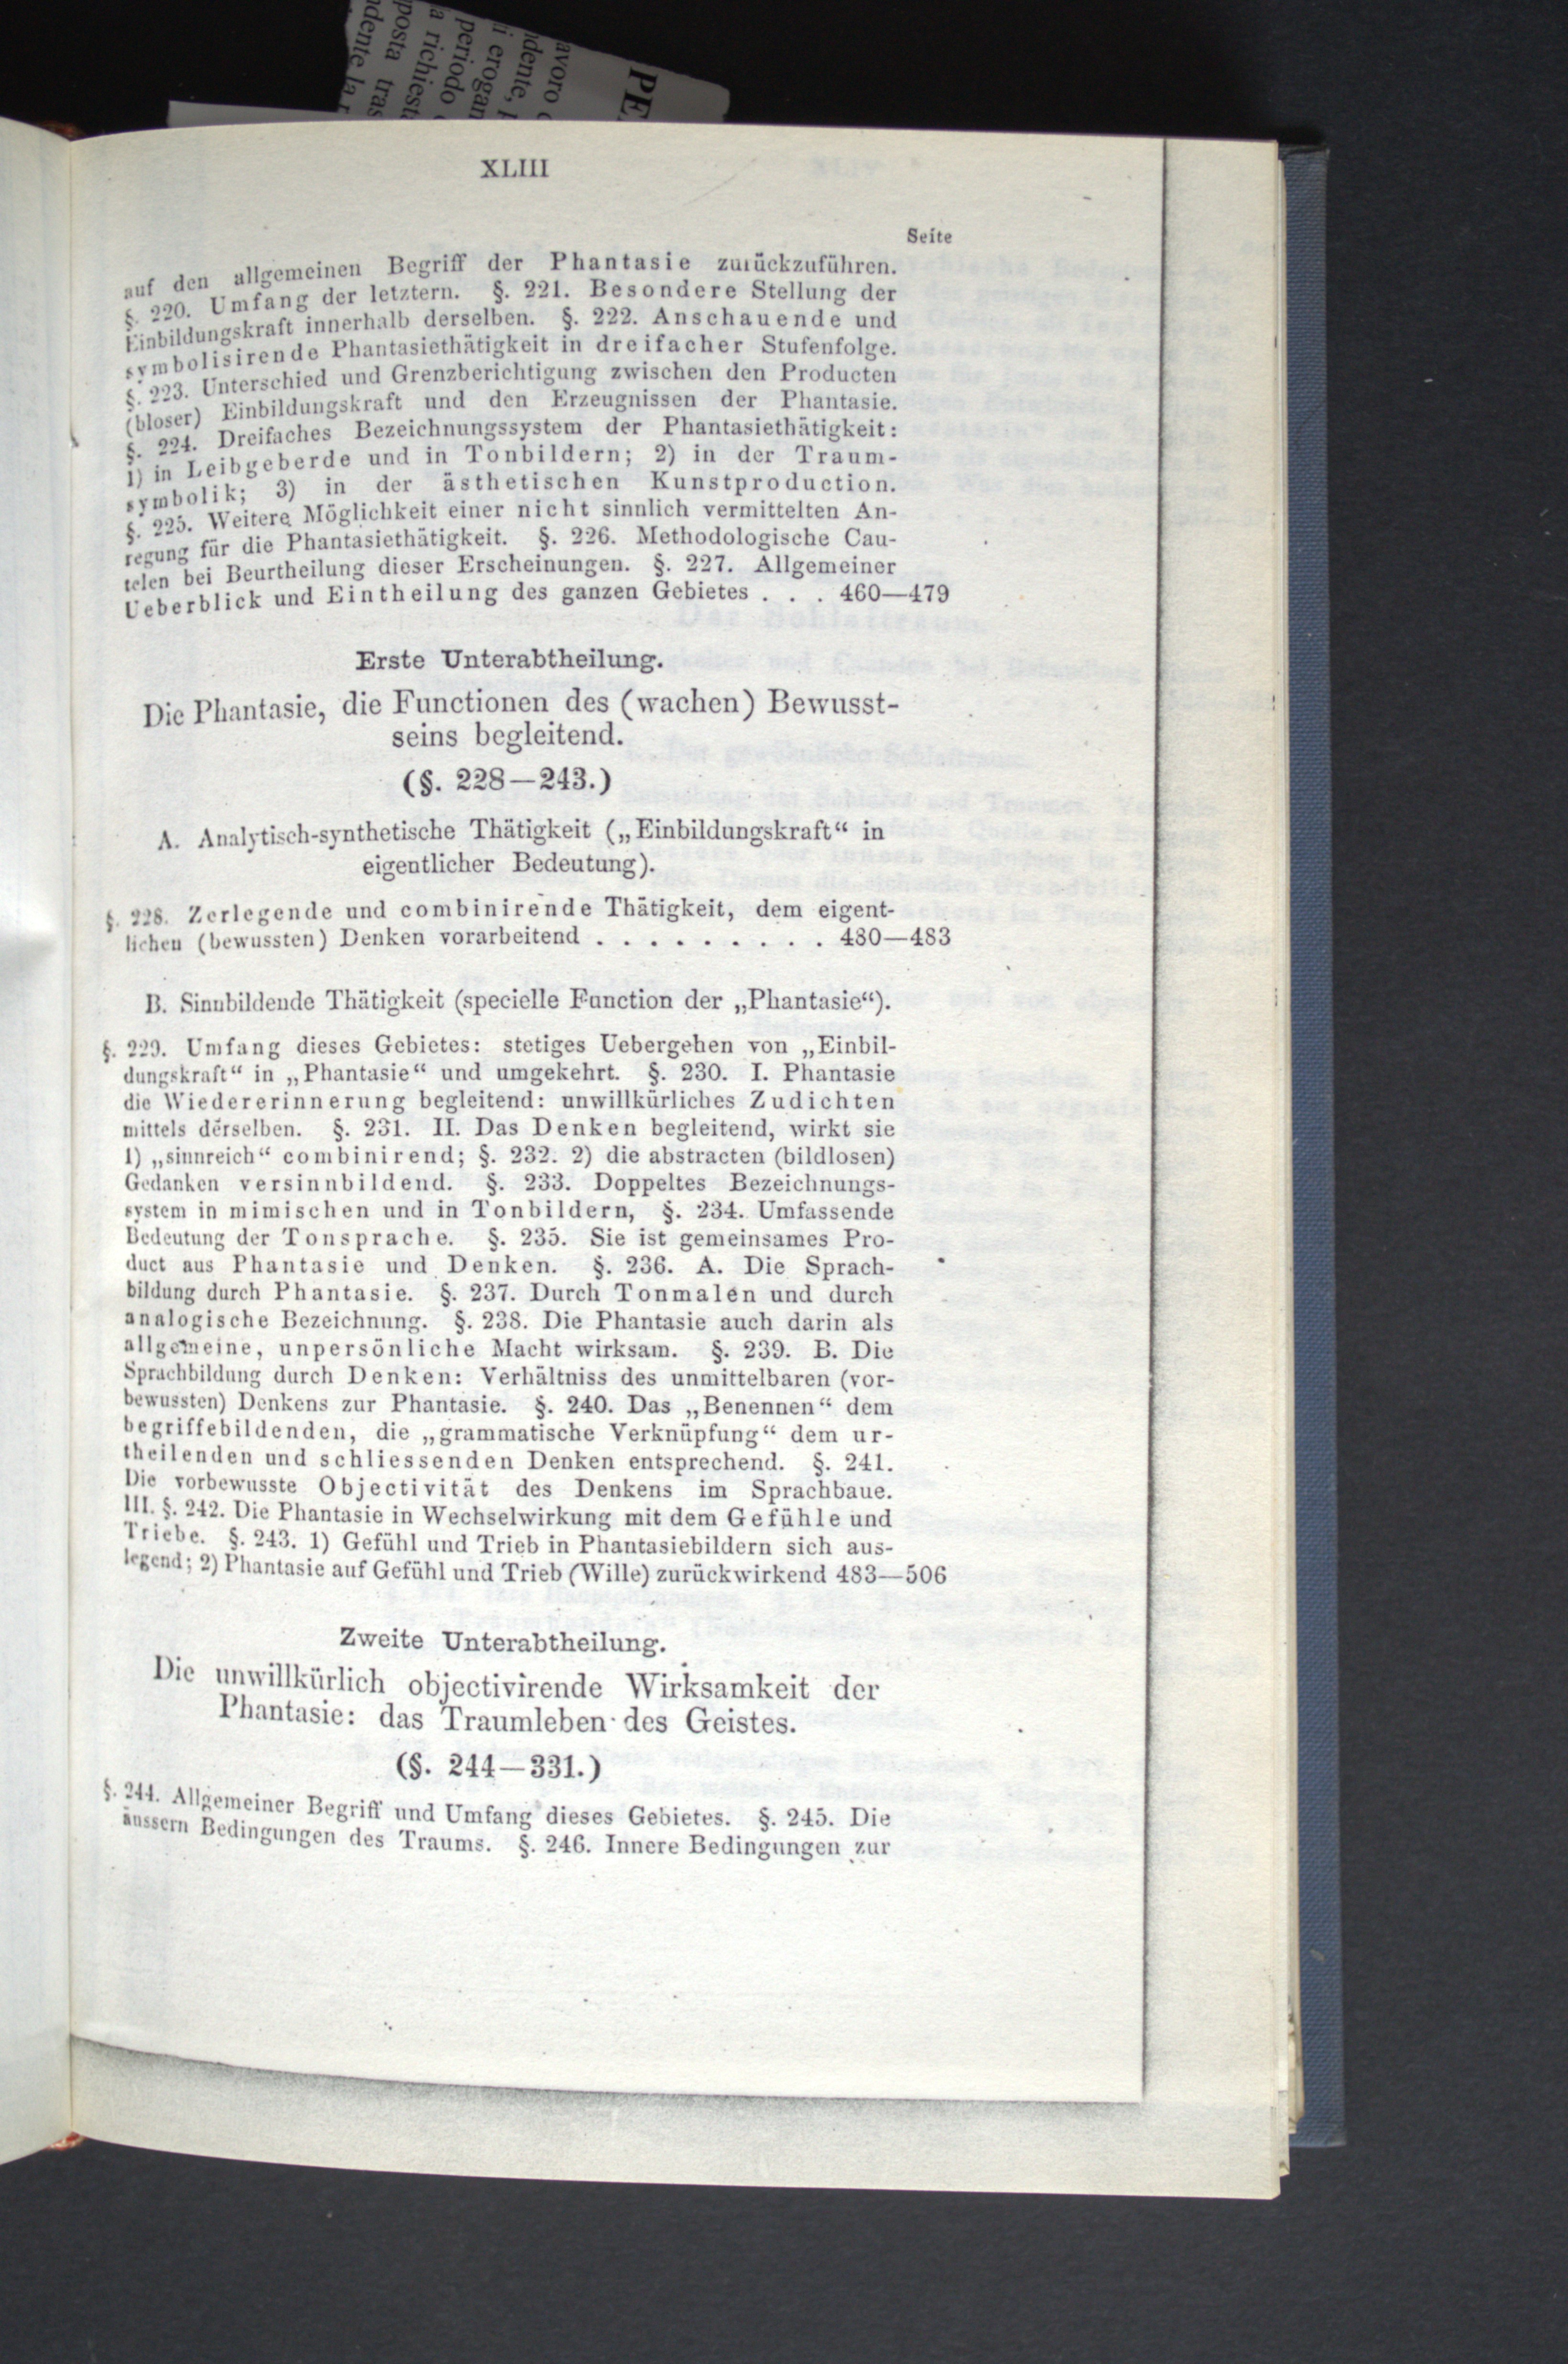 PE
avoro
dente,
i erogan
periodo
a richiest
posta tras
dente la
XLIII
Seite
auf den allgemeinen Begriff der Phantasie zurückzuführen.
§. 220. Umfang der letztern. §. 221. Besondere Stellung der
Einbildungskraft innerhalb derselben. §. 222. Anschauende und
symbolisirende Phantasiethätigkeit in dreifacher Stufenfolge.
§. 223. Unterschied und Grenzberichtigung zwischen den Producten
(bloser) Einbildungskraft und den Erzeugnissen der Phantasie.
§. 224. Dreifaches Bezeichnungssystem der Phantasiethätigkeit:
1) in Leibgeberde und in Tonbildern; 2) in der Traum-
symbolik; 3) in der ästhetischen Kunstproduction.
§. 225. Weitere Möglichkeit einer nicht sinnlich vermittelten An-
regung für die Phantasiethätigkeit. §. 226. Methodologische Cau-
telen bei Beurtheilung dieser Erscheinungen. §. 227. Allgemeiner
Ueberblick und Eintheilung des ganzen Gebietes . . . 460—479
Erste Unterabtheilung.
Die Phantasie, die Functionen des (wachen) Bewusst-
seins begleitend.
(§. 228—243.)
A. Analytisch-synthetische Thätigkeit („Einbildungskraft“ in
eigentlicher Bedeutung).
§. 228. Zerlegende und combinirende Thätigkeit, dem eigent-
lichen (bewussten) Denken vorarbeitend . . . . . . . . . 480—483
B. Sinnbildende Thätigkeit (specielle Function der „Phantasie“).
§. 229. Umfang dieses Gebietes: stetiges Uebergehen von „Einbil-
dungskraft“ in „Phantasie“ und umgekehrt. §. 230. I. Phantasie
die Wiedererinnerung begleitend: unwillkürliches Zudichten
mittels derselben. §. 231. II. Das Denken begleitend, wirkt sie
1) „sinnreich“ combinirend; §. 232. 2) die abstracten (bildlosen)
Gedanken versinnbildend. §. 233. Doppeltes Bezeichnungs-
system in mimischen und in Tonbildern, §. 234. Umfassende
Bedeutung der Tonsprache. §. 235. Sie ist gemeinsames Pro-
duct aus Phantasie und Denken. §. 236. A. Die Sprach-
bildung durch Phantasie. §. 237. Durch Tonmalen und durch
analogische Bezeichnung. §. 238. Die Phantasie auch darin als
allgemeine, unpersönliche Macht wirksam. §. 239. B. Die
Sprachbildung durch Denken: Verhältniss des unmittelbaren (vor-
bewussten) Denkens zur Phantasie. §. 240. Das „Benennen“ dem
begriffebildenden, die „grammatische Verknüpfung“ dem ur-
theilenden und schliessenden Denken entsprechend. §. 241.
Die vorbewusste Objectivität des Denkens im Sprachbaue.
III. §. 242. Die Phantasie in Wechselwirkung mit dem Gefühle und
Triebe. §. 243. 1) Gefühl und Trieb in Phantasiebildern sich aus-
legend; 2) Phantasie auf Gefühl und Trieb (Wille) zurückwirkend 483—506
Zweite Unterabtheilung.
Die unwillkürlich objectivirende Wirksamkeit der
Phantasie: das Traumleben des Geistes.
(§. 244—331.)
§. 244. Allgemeiner Begriff und Umfang dieses Gebietes. §. 245. Die
äussern Bedingungen des Traums. §. 246. Innere Bedingungen zur